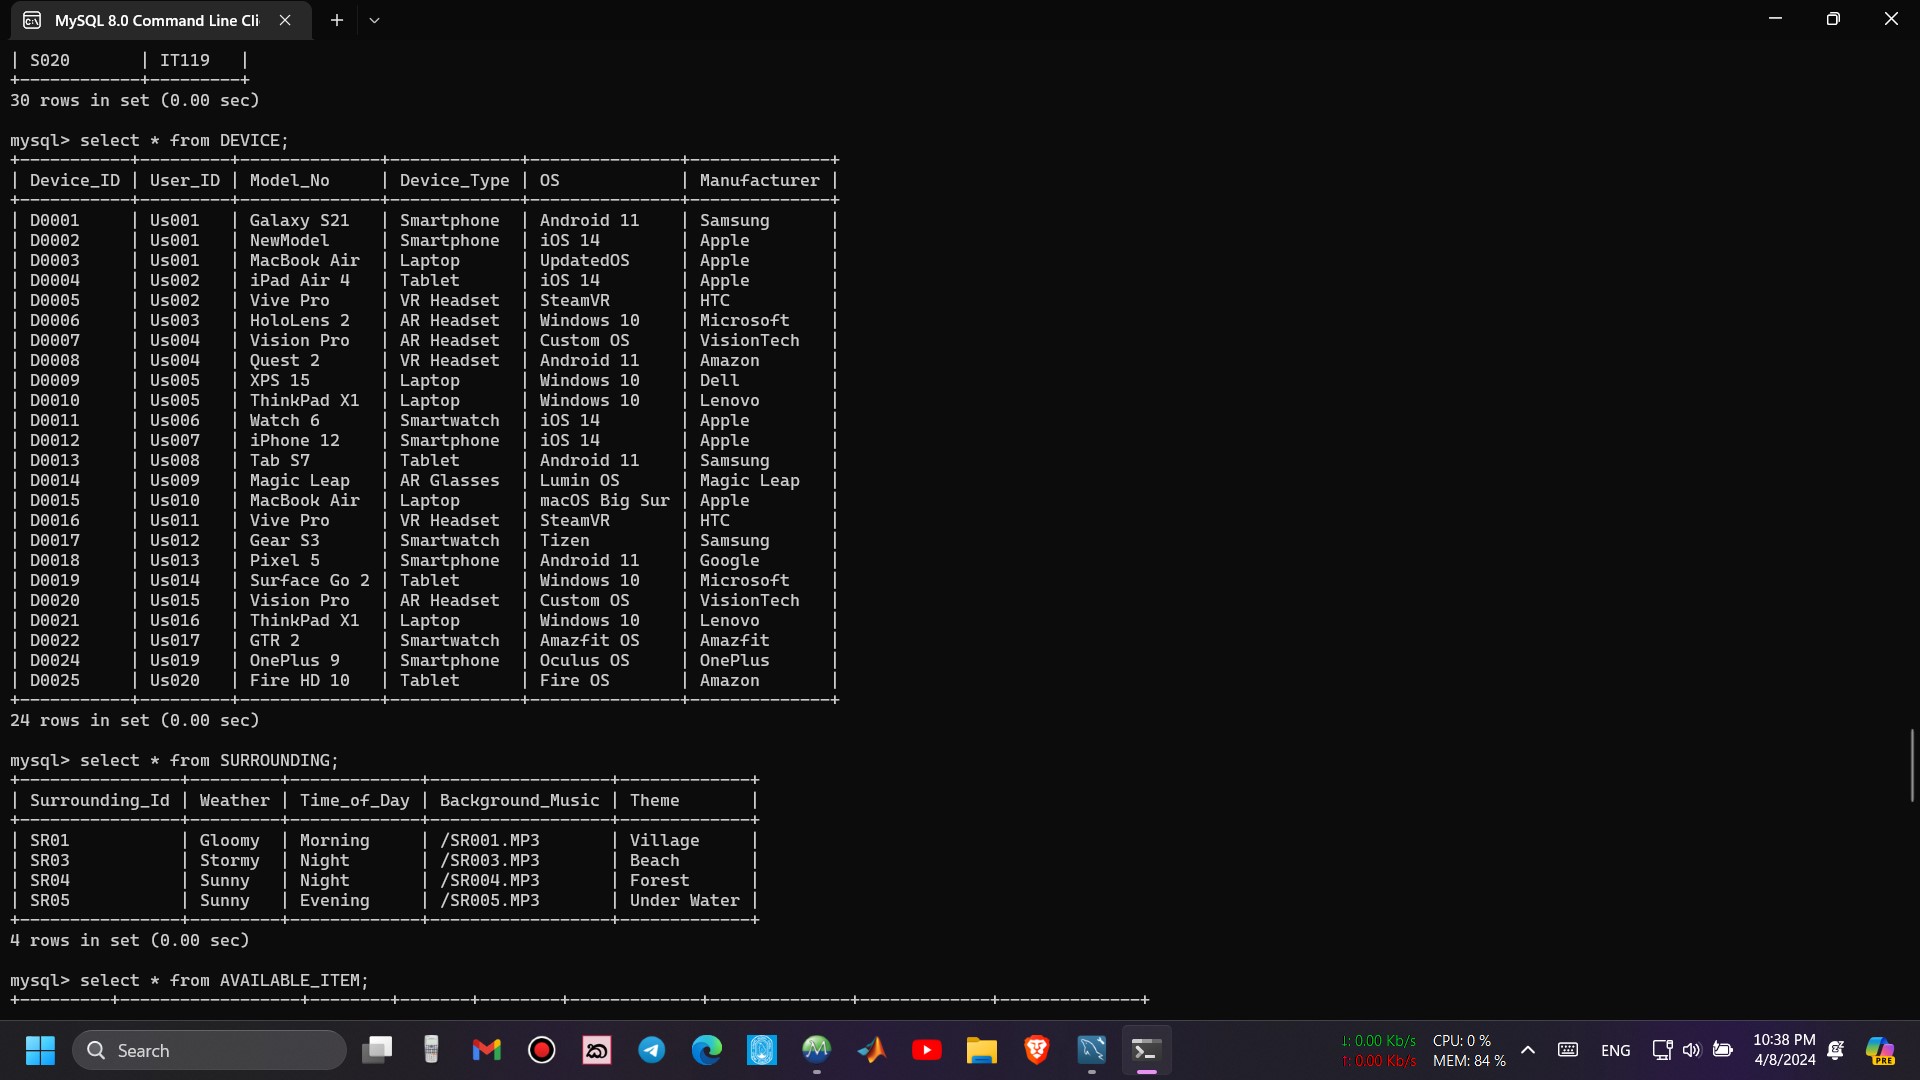 MySQL 8.0 Command Line Cli
| S020       | IT119   |
+------------+---------+
30 rows in set (0.00 sec)
mysql> select * from DEVICE;
+-----------+---------+--------------+-------------+---------------+--------------+
| Device_ID | User_ID | Model_No     | Device_Type | OS            | Manufacturer |
+-----------+---------+--------------+-------------+---------------+--------------+
| D0001     | Us001   | Galaxy S21   | Smartphone  | Android 11    | Samsung      |
| D0002     | Us001   | NewModel     | Smartphone  | iOS 14        | Apple        |
| D0003     | Us001   | MacBook Air  | Laptop      | UpdatedOS     | Apple        |
| D0004     | Us002   | iPad Air 4   | Tablet      | iOS 14        | Apple        |
| D0005     | Us002   | Vive Pro     | VR Headset  | SteamVR       | HTC          |
| D0006     | Us003   | HoloLens 2   | AR Headset  | Windows 10    | Microsoft    |
| D0007     | Us004   | Vision Pro   | AR Headset  | Custom OS     | VisionTech   |
| D0008     | Us004   | Quest 2      | VR Headset  | Android 11    | Amazon       |
| D0009     | Us005   | XPS 15       | Laptop      | Windows 10    | Dell         |
| D0010     | Us005   | ThinkPad X1  | Laptop      | Windows 10    | Lenovo       |
| D0011     | Us006   | Watch 6      | Smartwatch  | iOS 14        | Apple        |
| D0012     | Us007   | iPhone 12    | Smartphone  | iOS 14        | Apple        |
| D0013     | Us008   | Tab S7       | Tablet      | Android 11    | Samsung      |
| D0014     | Us009   | Magic Leap   | AR Glasses  | Lumin OS      | Magic Leap   |
| D0015     | Us010   | MacBook Air  | Laptop      | macOS Big Sur | Apple        |
| D0016     | Us011   | Vive Pro     | VR Headset  | SteamVR       | HTC          |
| D0017     | Us012   | Gear S3      | Smartwatch  | Tizen         | Samsung      |
| D0018     | Us013   | Pixel 5      | Smartphone  | Android 11    | Google       |
| D0019     | Us014   | Surface Go 2 | Tablet      | Windows 10    | Microsoft    |
| D0020     | Us015   | Vision Pro   | AR Headset  | Custom OS     | VisionTech   |
| D0021     | Us016   | ThinkPad X1  | Laptop      | Windows 10    | Lenovo       |
| D0022     | Us017   | GTR 2        | Smartwatch  | Amazfit OS    | Amazfit      |
| D0024     | Us019   | OnePlus 9    | Smartphone  | Oculus OS     | OnePlus      |
| D0025     | Us020   | Fire HD 10   | Tablet      | Fire OS       | Amazon       |
+-----------+---------+--------------+-------------+---------------+--------------+
24 rows in set (0.00 sec)
mysql> select * from SURROUNDING;
+----------------+---------+-------------+------------------+-------------+
| Surrounding_Id | Weather | Time_of_Day | Background_Music | Theme       |
+----------------+---------+-------------+------------------+-------------+
| SR01           | Gloomy  | Morning     | /SR001.MP3       | Village     |
| SR03           | Stormy  | Night       | /SR003.MP3       | Beach       |
| SR04           | Sunny   | Night       | /SR004.MP3       | Forest      |
| SR05           | Sunny   | Evening     | /SR005.MP3       | Under Water |
+----------------+---------+-------------+------------------+-------------+
4 rows in set (0.00 sec)
mysql> select * from AVAILABLE_ITEM;
+---------+------------------+--------+-------+--------+-------------+--------------+-------------+--------------+
Search
↓: 0.00 Kb/s CPU: 0 %
↑: 0.00 Kb/s MEM: 84 %
ENG
10:38 PM
4/8/2024
PRE